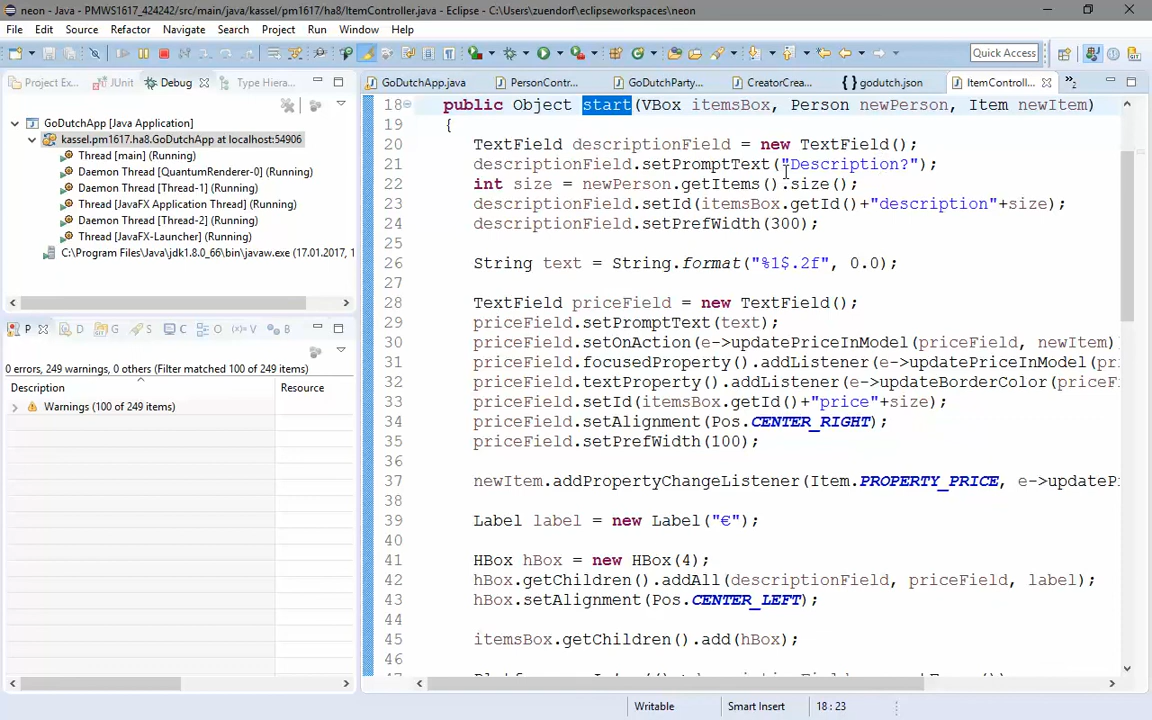 neon - Java - PMWS1617_424242/src/main/java/kassel/pm1617/ha8/ItemController.java - Eclipse - C:\Users\zuendorf\eclipseworkspaces\neon
File Edit Source Refactor Navigate Search Project Run Window Help
Quick Access
Project Ex... JUnit Debug Type Hiera...
GoDutchApp [Java Application]
kassel.pm1617.ha8.GoDutchApp at localhost:54906
Thread [main] (Running)
Daemon Thread [QuantumRenderer-0] (Running)
Daemon Thread [Thread-1] (Running)
Thread [JavaFX Application Thread] (Running)
Daemon Thread [Thread-2] (Running)
Thread [JavaFX-Launcher] (Running)
C:\Program Files\Java\jdk1.8.0_66\bin\javaw.exe (17.01.2017, 1
P D G S C O (x)= V B
0 errors, 249 warnings, 0 others (Filter matched 100 of 249 items)
Description Resource
Warnings (100 of 249 items)
GoDutchApp.java PersonContr... GoDutchParty... CreatorCrea... godutch.json ItemControll... »2
18 public Object start(VBox itemsBox, Person newPerson, Item newItem)
19 {
20 TextField descriptionField = new TextField();
21 descriptionField.setPromptText("Description?");
22 int size = newPerson.getItems().size();
23 descriptionField.setId(itemsBox.getId()+"description"+size);
24 descriptionField.setPrefWidth(300);
25
26 String text = String.format("%1$.2f", 0.0);
27
28 TextField priceField = new TextField();
29 priceField.setPromptText(text);
30 priceField.setOnAction(e->updatePriceInModel(priceField, newItem)
31 priceField.focusedProperty().addListener(e->updatePriceInModel(pri
32 priceField.textProperty().addListener(e->updateBorderColor(priceF
33 priceField.setId(itemsBox.getId()+"price"+size);
34 priceField.setAlignment(Pos.CENTER_RIGHT);
35 priceField.setPrefWidth(100);
36
37 newItem.addPropertyChangeListener(Item.PROPERTY_PRICE, e->updateP
38
39 Label label = new Label("€");
40
41 HBox hBox = new HBox(4);
42 hBox.getChildren().addAll(descriptionField, priceField, label);
43 hBox.setAlignment(Pos.CENTER_LEFT);
44
45 itemsBox.getChildren().add(hBox);
46
Writable Smart Insert 18 : 23